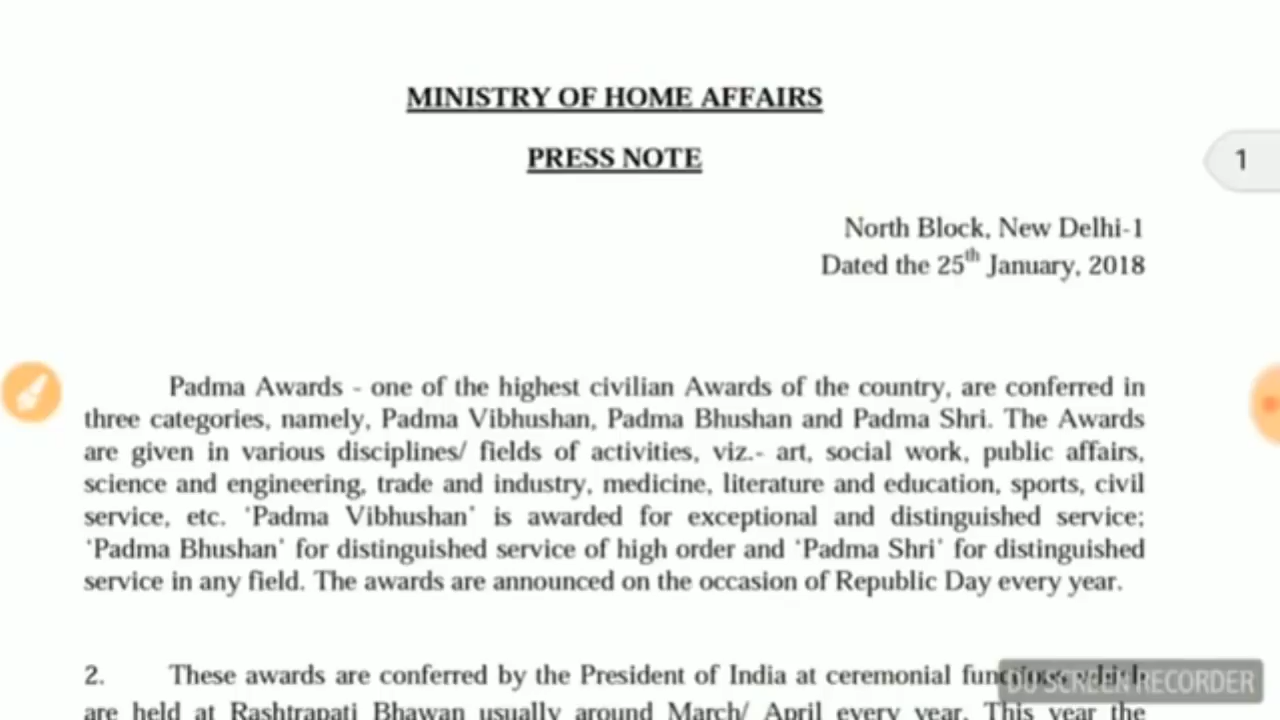 MINISTRY OF HOME AFFAIRS
PRESS NOTE
1
North Block, New Delhi-1
Dated the 25th January, 2018
Padma Awards - one of the highest civilian Awards of the country, are conferred in
three categories, namely, Padma Vibhushan, Padma Bhushan and Padma Shri. The Awards
are given in various disciplines/ fields of activities, viz.- art, social work, public affairs,
science and engineering, trade and industry, medicine, literature and education, sports, civil
service, etc. 'Padma Vibhushan' is awarded for exceptional and distinguished service;
'Padma Bhushan' for distinguished service of high order and 'Padma Shri' for distinguished
service in any field. The awards are announced on the occasion of Republic Day every year.
2. These awards are conferred by the President of India at ceremonial functions which
are held at Rashtrapati Bhawan usually around March/ April every year. This year the
DU SCREEN RECORDER